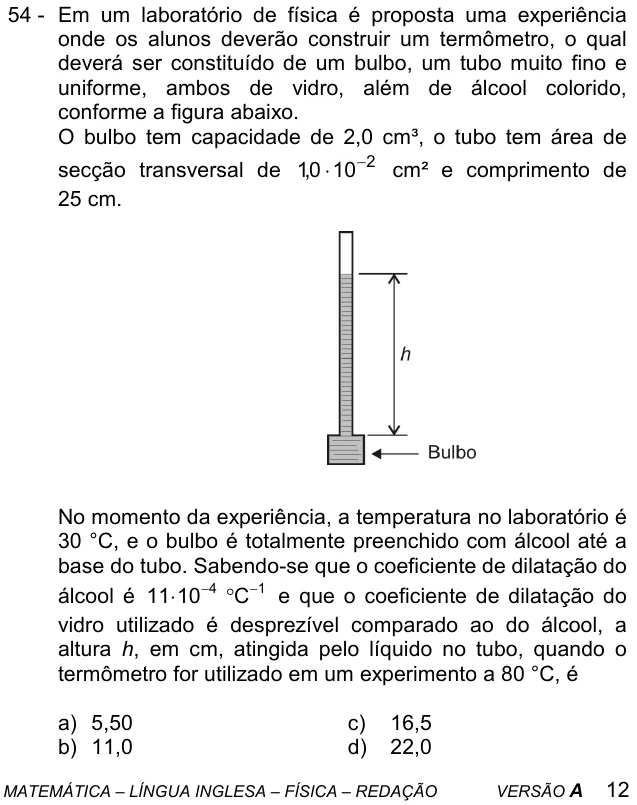 54 - Em um laboratório de física é proposta uma experiência
onde os alunos deverão construir um termômetro, o qual
deverá ser constituído de um bulbo, um tubo muito fino e
uniforme, ambos de vidro, além de álcool colorido,
conforme a figura abaixo.
O bulbo tem capacidade de 2,0 cm³, o tubo tem área de
secção transversal de 1,0 · 10⁻² cm² e comprimento de
25 cm.
h
Bulbo
No momento da experiência, a temperatura no laboratório é
30 °C, e o bulbo é totalmente preenchido com álcool até a
base do tubo. Sabendo-se que o coeficiente de dilatação do
álcool é 11·10⁻⁴ °C⁻¹ e que o coeficiente de dilatação do
vidro utilizado é desprezível comparado ao do álcool, a
altura h, em cm, atingida pelo líquido no tubo, quando o
termômetro for utilizado em um experimento a 80 °C, é
a) 5,50 c) 16,5
b) 11,0 d) 22,0
MATEMÁTICA – LÍNGUA INGLESA – FÍSICA – REDAÇÃO VERSÃO A 12